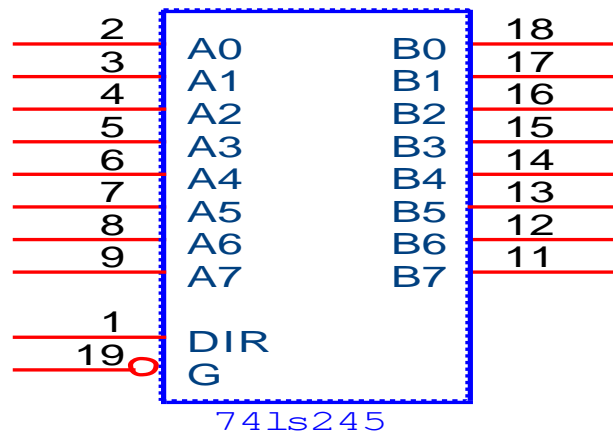 2 A0 B0 18
3 A1 B1 17
4 A2 B2 16
5 A3 B3 15
6 A4 B4 14
7 A5 B5 13
8 A6 B6 12
9 A7 B7 11
1 DIR
19 G
74ls245